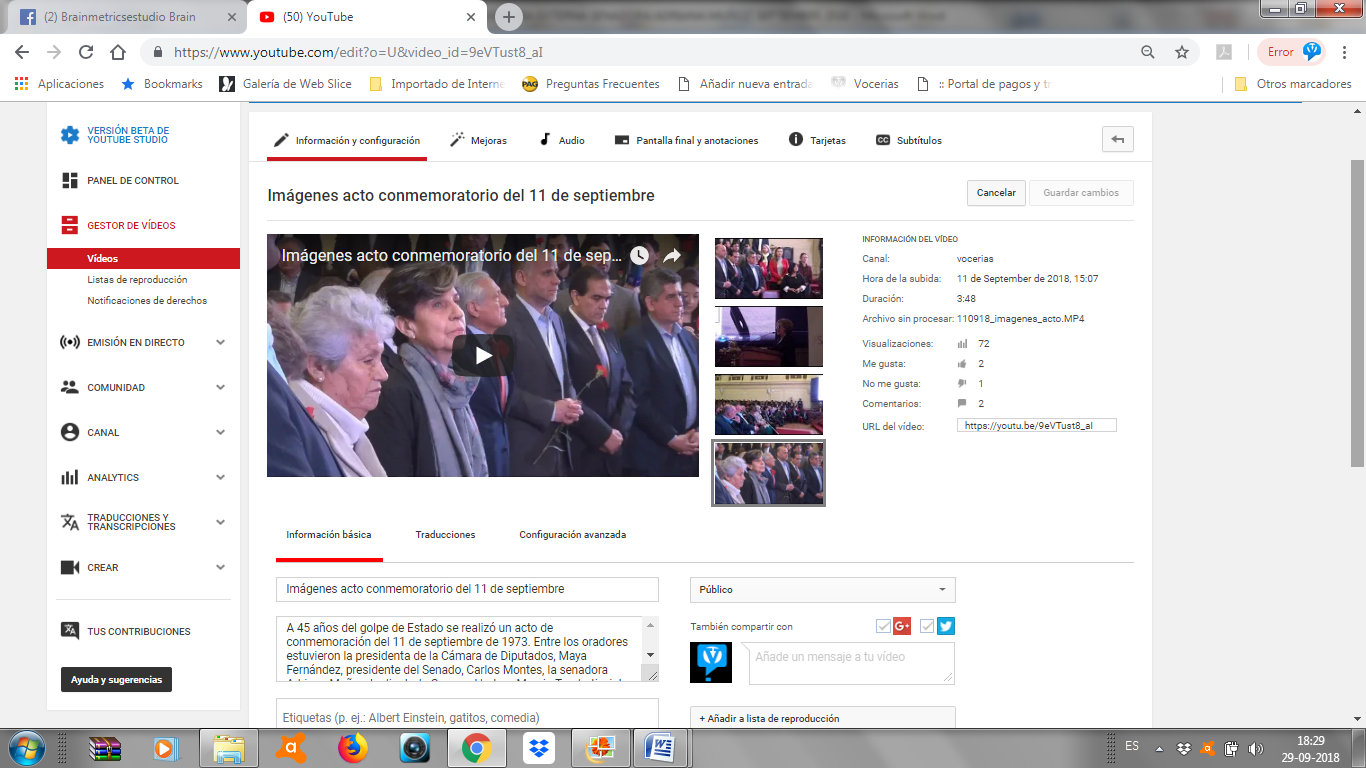 (2) Brainmetricsestudio Brain
(50) YouTube
https://www.youtube.com/edit?o=U&video_id=9eVTust8_aI
Error
Aplicaciones
Bookmarks
Galería de Web Slice
Importado de Interne
PAQ
Preguntas Frecuentes
Añadir nueva entrada
Vocerias
:: Portal de pagos y tr
Otros marcadores
VERSIÓN BETA DE
YOUTUBE STUDIO
PANEL DE CONTROL
GESTOR DE VÍDEOS
Vídeos
Listas de reproducción
Notificaciones de derechos
EMISIÓN EN DIRECTO
COMUNIDAD
CANAL
ANALYTICS
TRADUCCIONES Y
TRANSCRIPCIONES
CREAR
TUS CONTRIBUCIONES
Ayuda y sugerencias
Información y configuración
Mejoras
Audio
Pantalla final y anotaciones
Tarjetas
CC Subtítulos
Imágenes acto conmemoratorio del 11 de septiembre
Cancelar
Guardar cambios
Imágenes acto conmemoratorio del 11 de sep...
INFORMACIÓN DEL VÍDEO
Canal: vocerias
Hora de la subida: 11 de September de 2018, 15:07
Duración: 3:48
Archivo sin procesar: 110918_imagenes_acto.MP4
Visualizaciones: 72
Me gusta: 2
No me gusta: 1
Comentarios: 2
URL del vídeo: https://youtu.be/9eVTust8_aI
Información básica
Traducciones
Configuración avanzada
Imágenes acto conmemoratorio del 11 de septiembre
A 45 años del golpe de Estado se realizó un acto de
conmemoración del 11 de septiembre de 1973. Entre los oradores
estuvieron la presidenta de la Cámara de Diputados, Maya
Fernández, presidente del Senado, Carlos Montes, la senadora
Etiquetas (p. ej.: Albert Einstein, gatitos, comedia)
Público
También compartir con
G+
Añade un mensaje a tu vídeo
+ Añadir a lista de reproducción
ES
18:29
29-09-2018